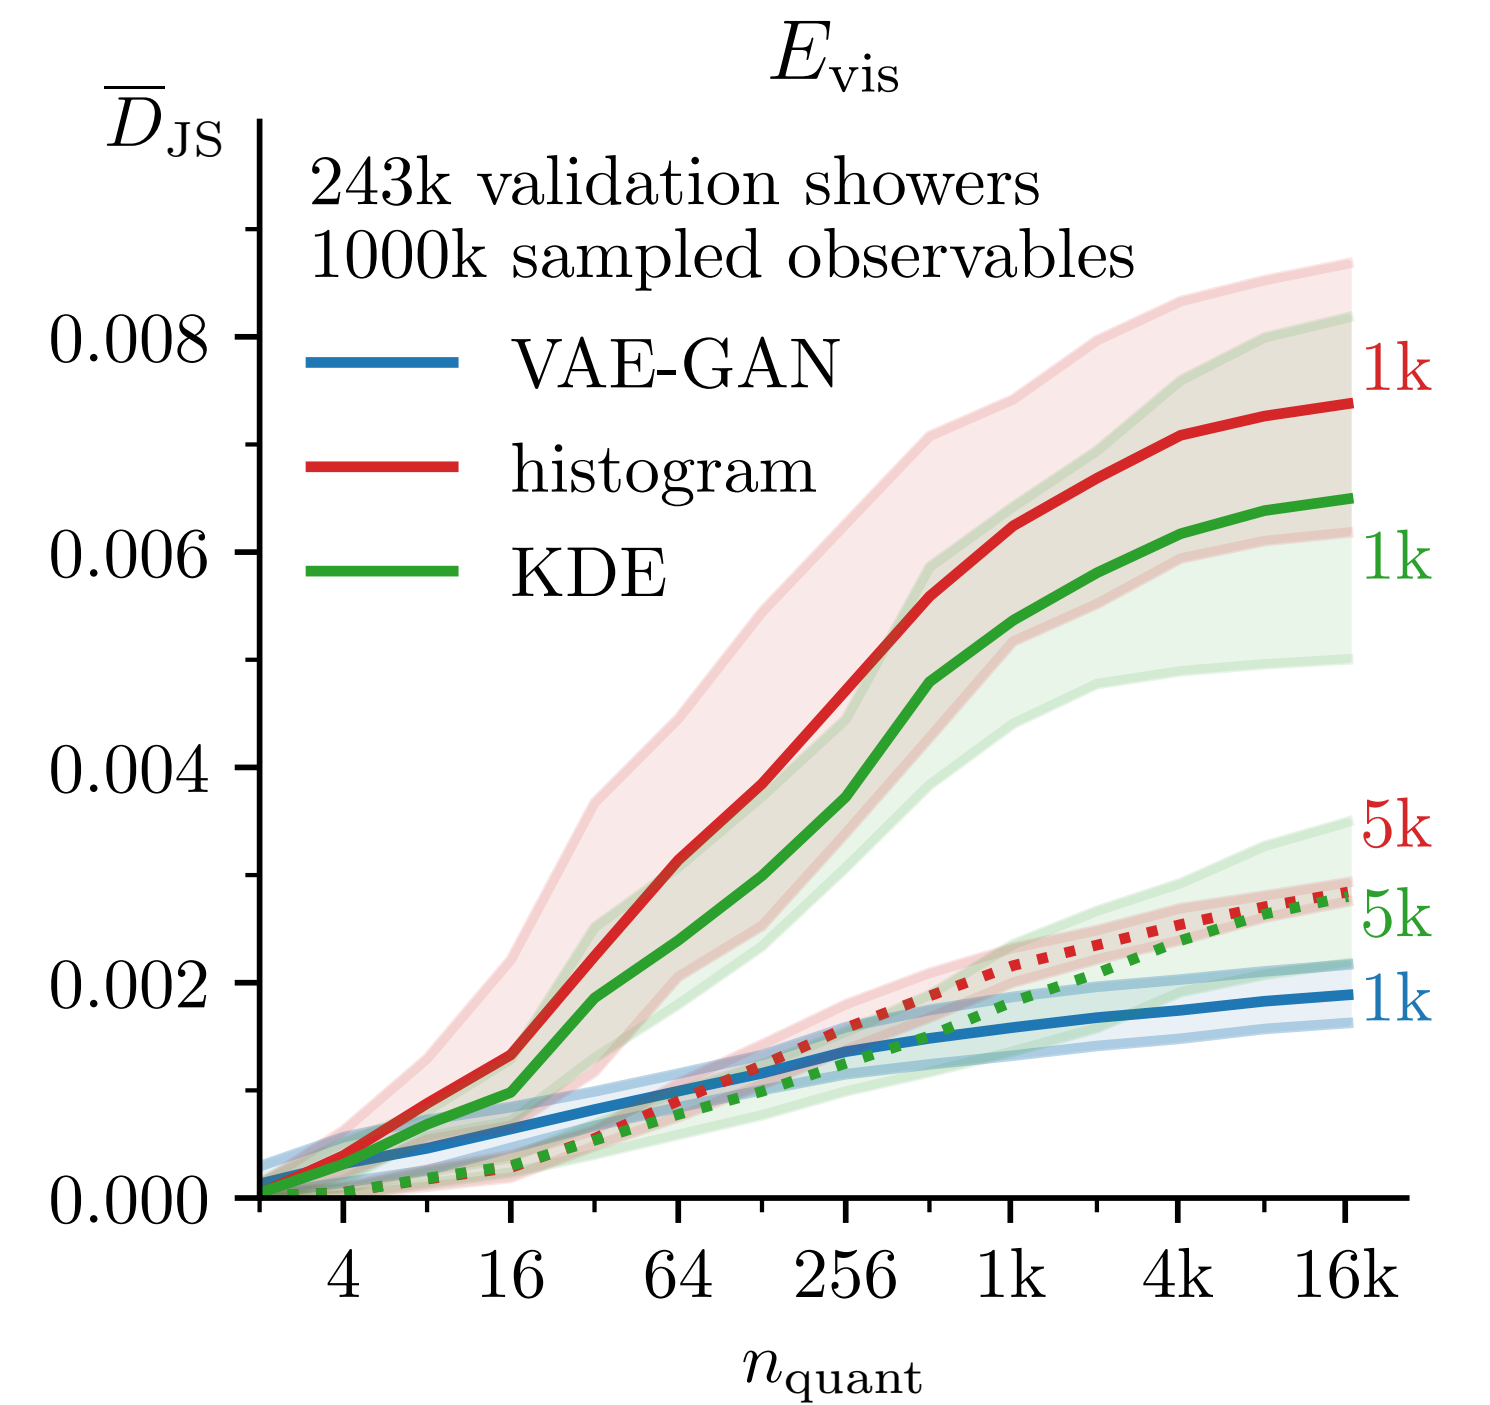 E_vis
D̅_JS
243k validation showers
1000k sampled observables
VAE-GAN
histogram
KDE
0.008
0.006
0.004
0.002
0.000
1k
1k
5k
5k
1k
4 16 64 256 1k 4k 16k
n_quant